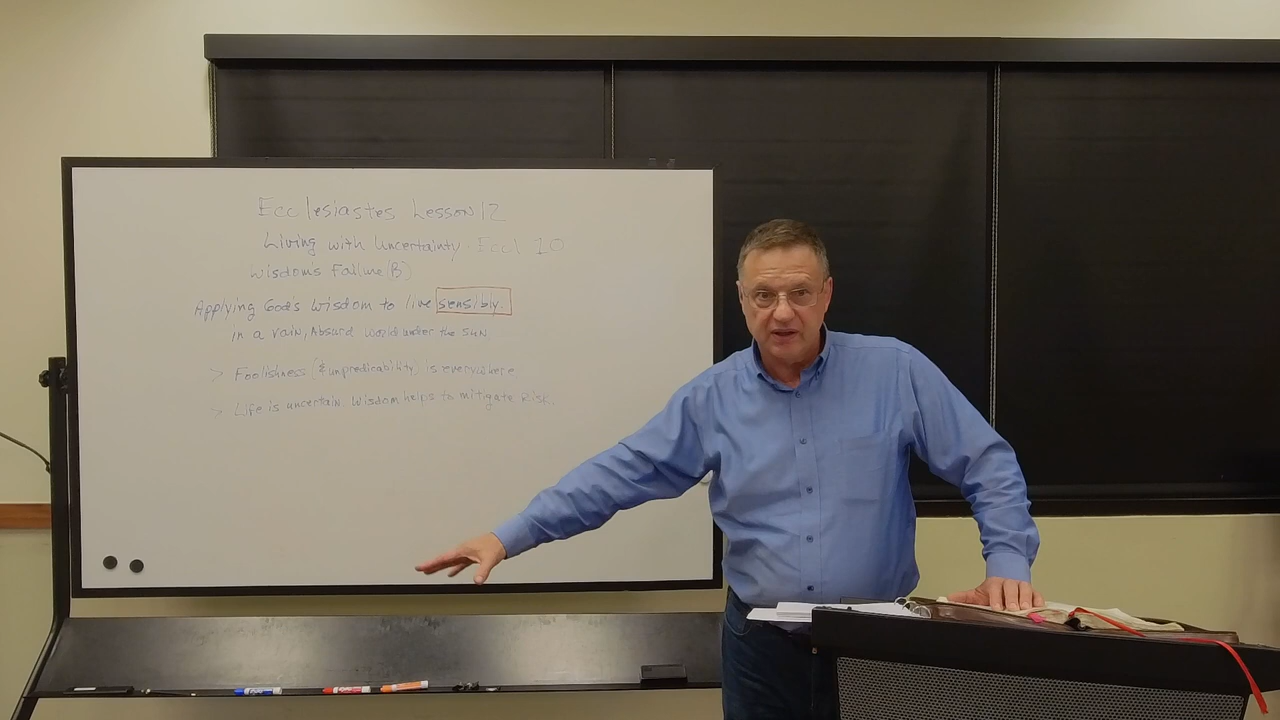 Ecclesiastes Lesson 12
Living with Uncertainty - Eccl 10
Wisdom's Failure (B)
Applying God's Wisdom to live sensibly.
in a vain, Absurd World under the Sun.
> Foolishness (& unpredicability) is everywhere
> Life is uncertain. Wisdom helps to mitigate Risk.